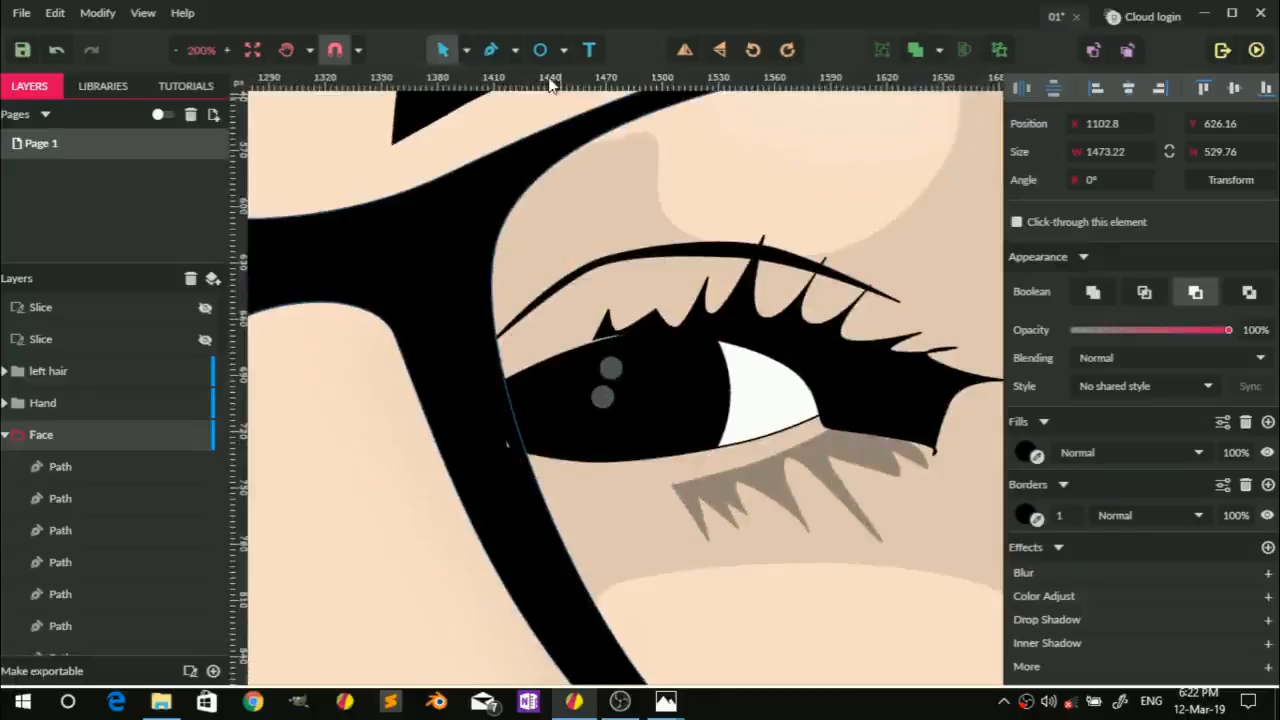 File Edit Modify View Help
01* Cloud login
- 200% +
LAYERS LIBRARIES TUTORIALS
px 1290 1320 1350 1380 1410 1440 1470 1500 1530 1560 1590 1620 1650
Pages
Page 1
Position X 1102.8 Y 626.16
Size W 1473.22 H 529.76
Angle R 0° Transform
Click-through this element
Appearance
Layers
Boolean
Slice
Opacity 100%
Slice
Blending Normal
left hair
Style No shared style Sync
Hand
Fills
Face
Normal 100%
Path
Borders
Path
1 Normal 100%
Path
Effects
Path
Blur +
Path
Color Adjust +
Path
Drop Shadow +
Inner Shadow +
Make exportable
More +
7 ENG 6:22 PM
12-Mar-19